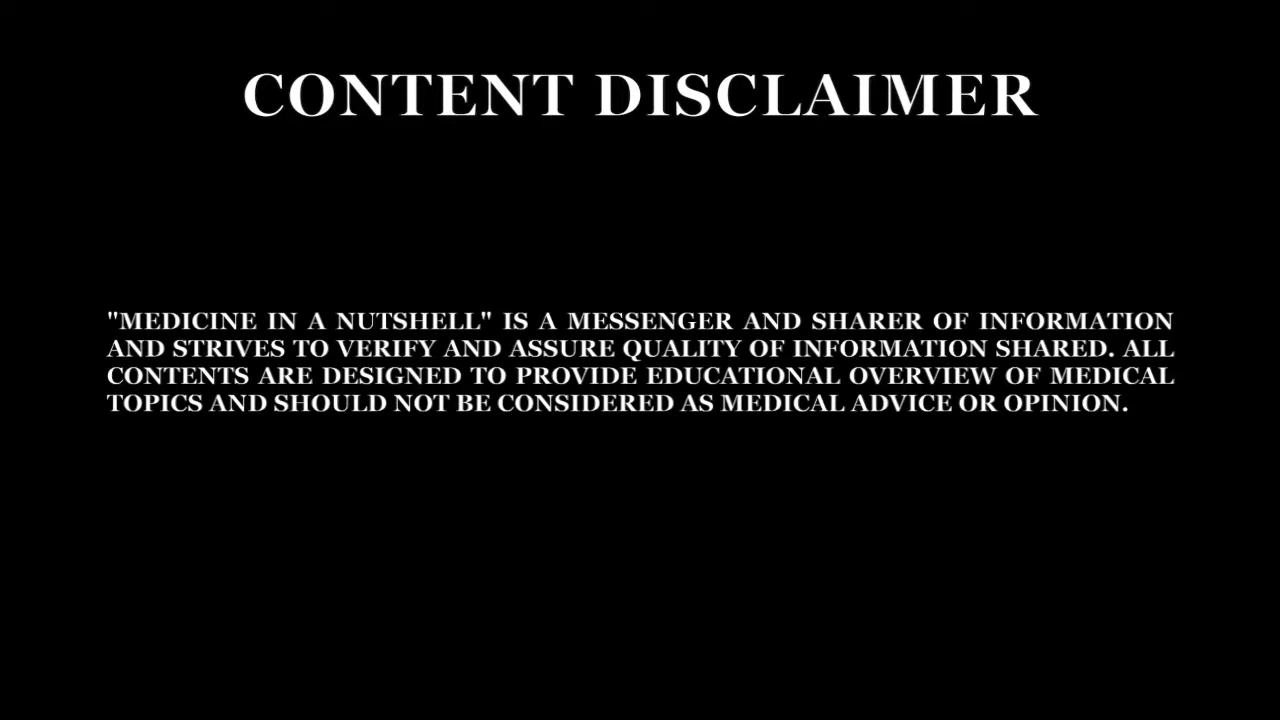 CONTENT DISCLAIMER
"MEDICINE IN A NUTSHELL" IS A MESSENGER AND SHARER OF INFORMATION
AND STRIVES TO VERIFY AND ASSURE QUALITY OF INFORMATION SHARED. ALL
CONTENTS ARE DESIGNED TO PROVIDE EDUCATIONAL OVERVIEW OF MEDICAL
TOPICS AND SHOULD NOT BE CONSIDERED AS MEDICAL ADVICE OR OPINION.